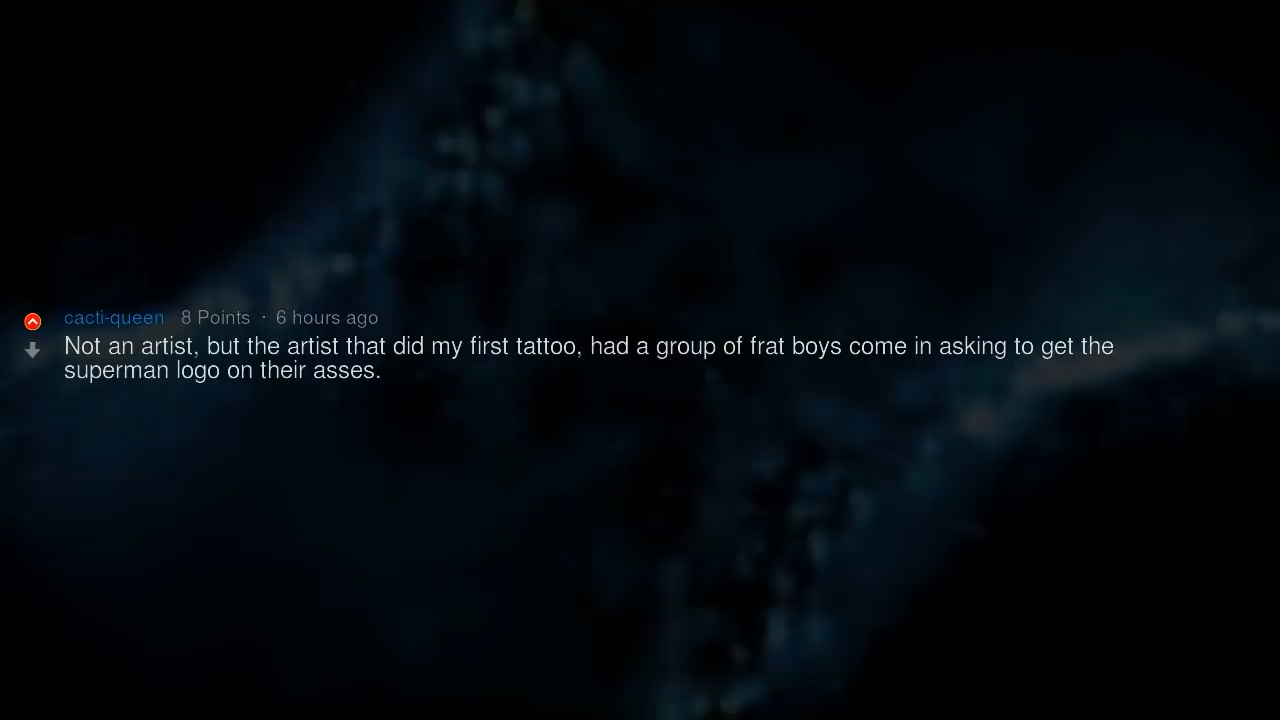 cacti-queen 8 Points · 6 hours ago
Not an artist, but the artist that did my first tattoo, had a group of frat boys come in asking to get the
superman logo on their asses.